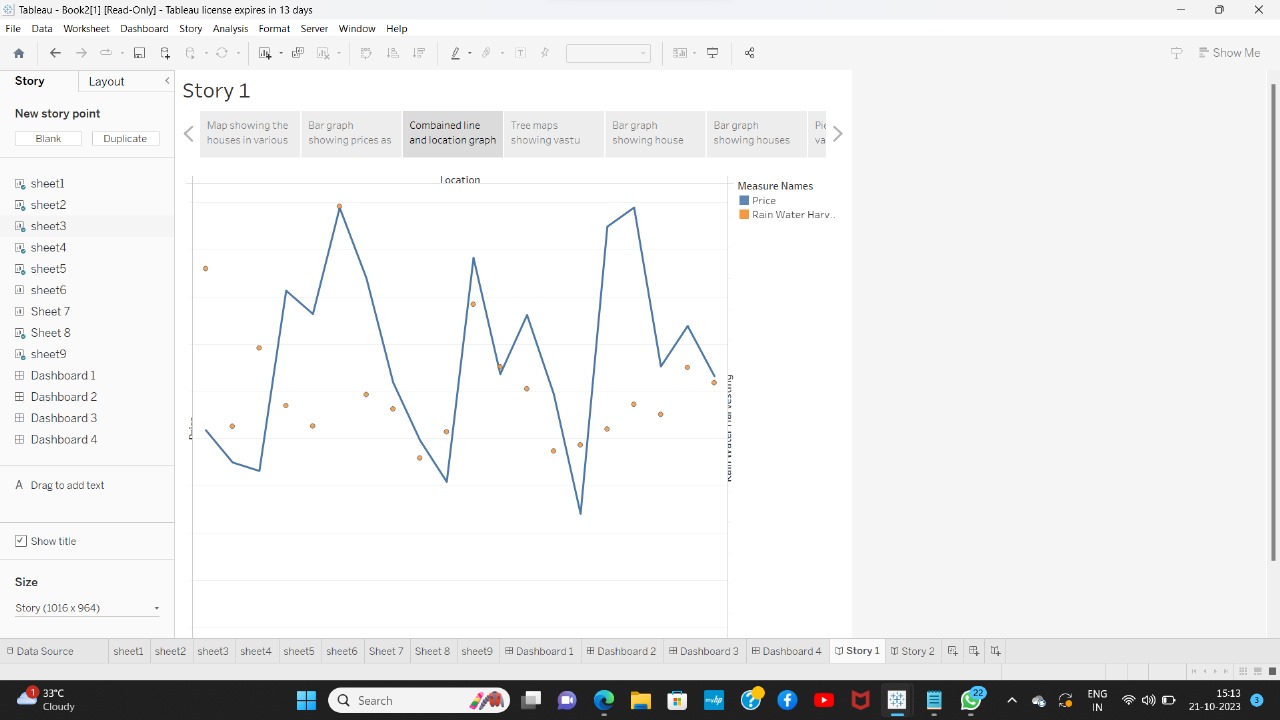 Tableau - Book2[1] [Read-Only] - Tableau license expires in 13 days
File Data Worksheet Dashboard Story Analysis Format Server Window Help
Show Me
Story Layout
New story point
Blank Duplicate
sheet1
sheet2
sheet3
sheet4
sheet5
sheet6
Sheet 7
Sheet 8
sheet9
Dashboard 1
Dashboard 2
Dashboard 3
Dashboard 4
A Drag to add text
Show title
Size
Story (1016 x 964)
Story 1
Map showing the
houses in various
Bar graph
showing prices as
Combained line
and location graph
Tree maps
showing vastu
Bar graph
showing house
Bar graph
showing houses
Pie
va
Location
Price
Rain Water Harvesting
Measure Names
Price
Rain Water Harv..
Data Source sheet1 sheet2 sheet3 sheet4 sheet5 sheet6 Sheet 7 Sheet 8 sheet9 Dashboard 1 Dashboard 2 Dashboard 3 Dashboard 4 Story 1 Story 2
1
33°C
Cloudy
Search
myhp
22
ENG
IN
15:13
21-10-2023
3